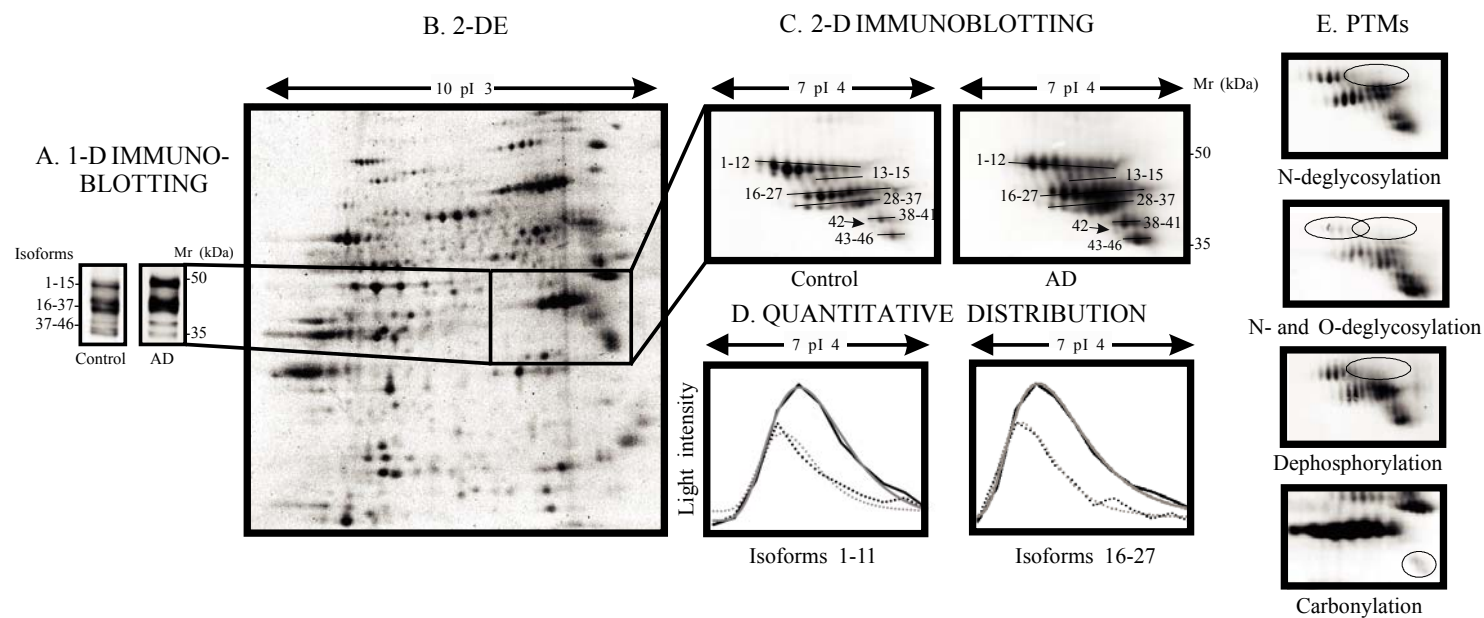 A. 1-D IMMUNO-
BLOTTING
Isoforms
Mr (kDa)
1-15
16-37
37-46
-50
-35
Control
AD
B. 2-DE
10 pI 3
C. 2-D IMMUNOBLOTTING
7 pI 4
7 pI 4
Mr (kDa)
1-12
13-15
16-27
28-37
42
38-41
43-46
Control
1-12
13-15
16-27
28-37
42
38-41
43-46
-50
-35
AD
D. QUANTITATIVE DISTRIBUTION
7 pI 4
7 pI 4
Light intensity
Isoforms 1-11
Isoforms 16-27
E. PTMs
N-deglycosylation
N- and O-deglycosylation
Dephosphorylation
Carbonylation